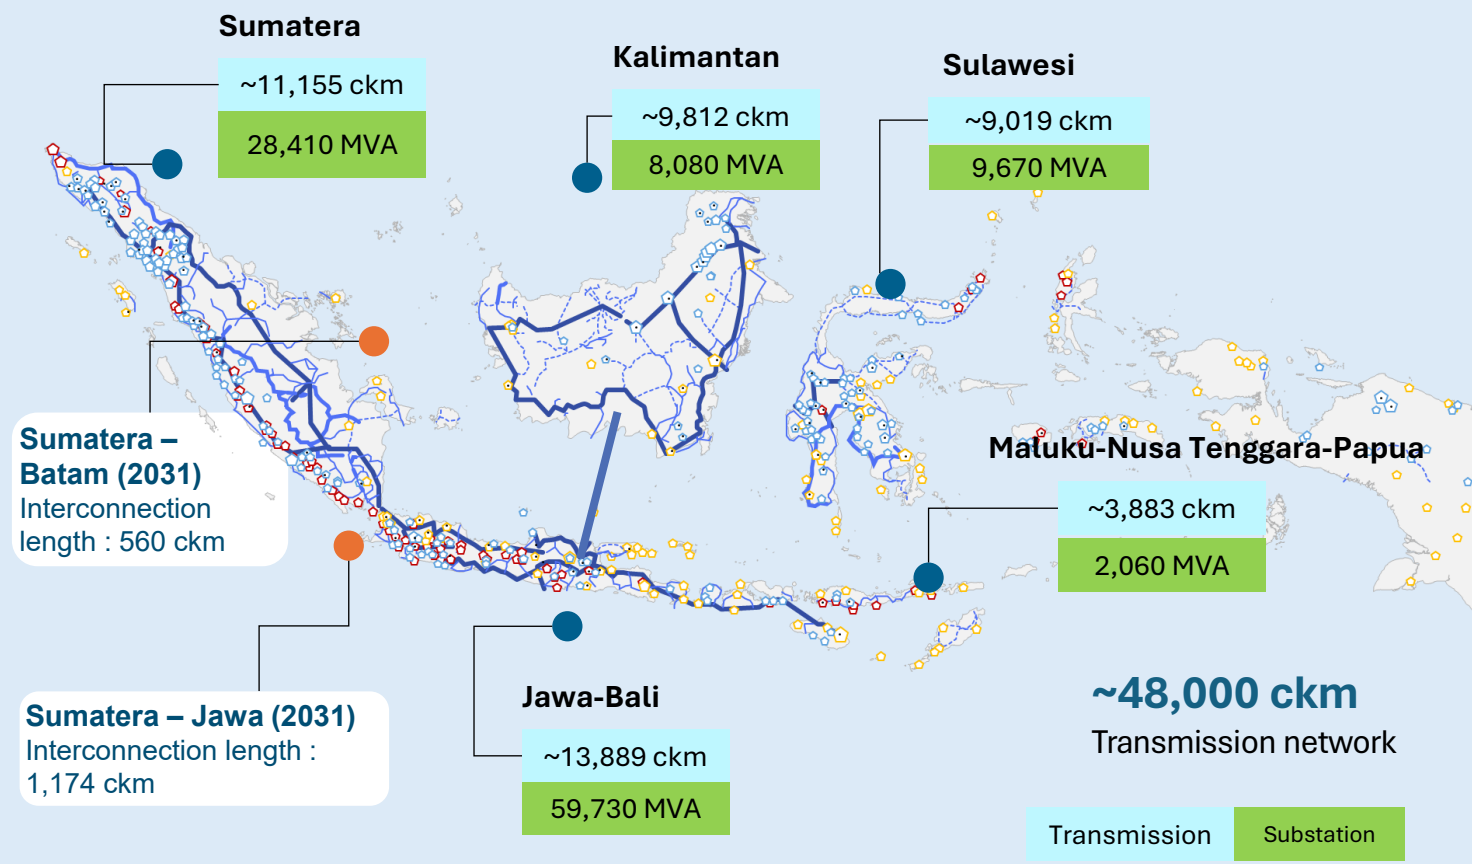 Sumatera
~11,155 ckm
28,410 MVA
Kalimantan
~9,812 ckm
8,080 MVA
Sulawesi
~9,019 ckm
9,670 MVA
Sumatera –
Batam (2031)
Interconnection
length : 560 ckm
Maluku-Nusa Tenggara-Papua
~3,883 ckm
2,060 MVA
Sumatera – Jawa (2031)
Interconnection length :
1,174 ckm
Jawa-Bali
~13,889 ckm
59,730 MVA
~48,000 ckm
Transmission network
Transmission
Substation